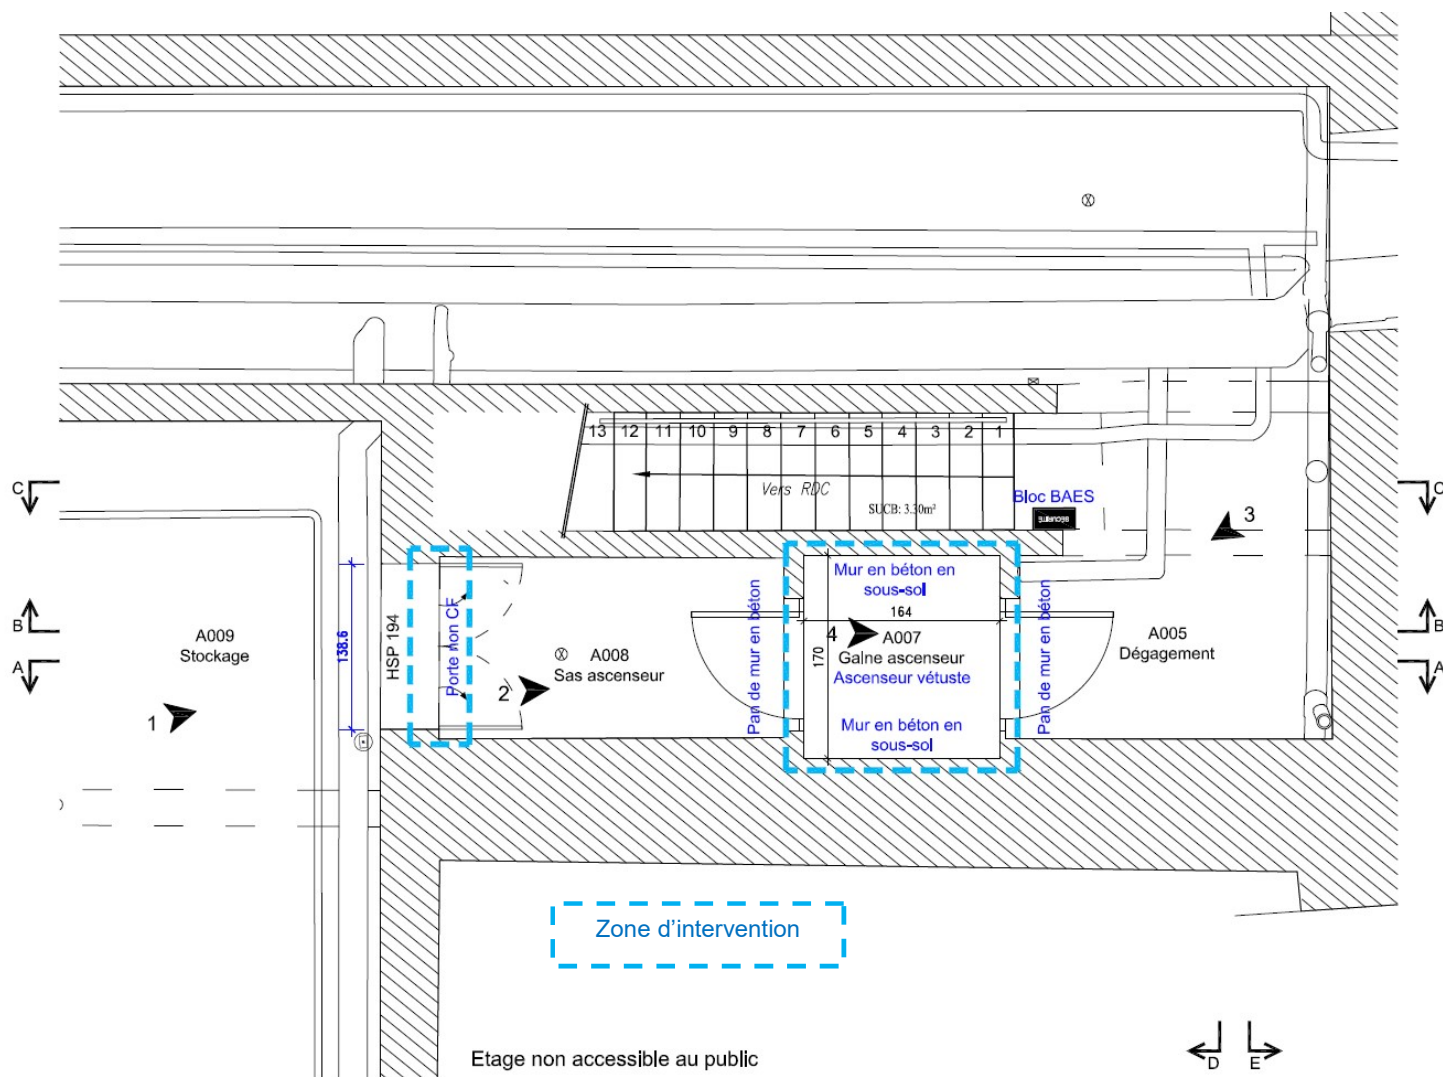 13 12 11 10 9 8 7 6 5 4 3 2 1
Vers RDC
SUCB: 3.30m²
Bloc BAES
C
C
3
Mur en béton en
sous-sol
164
4
A007
Gaine ascenseur
Ascenseur vétuste
170
Mur en béton en
sous-sol
Pan de mur en béton
Pan de mur en béton
A005
Dégagement
B
B
A
A
A009
Stockage
1
138.6
HSP 194
Porte non CF
2
A008
Sas ascenseur
Zone d'intervention
Etage non accessible au public
D
E